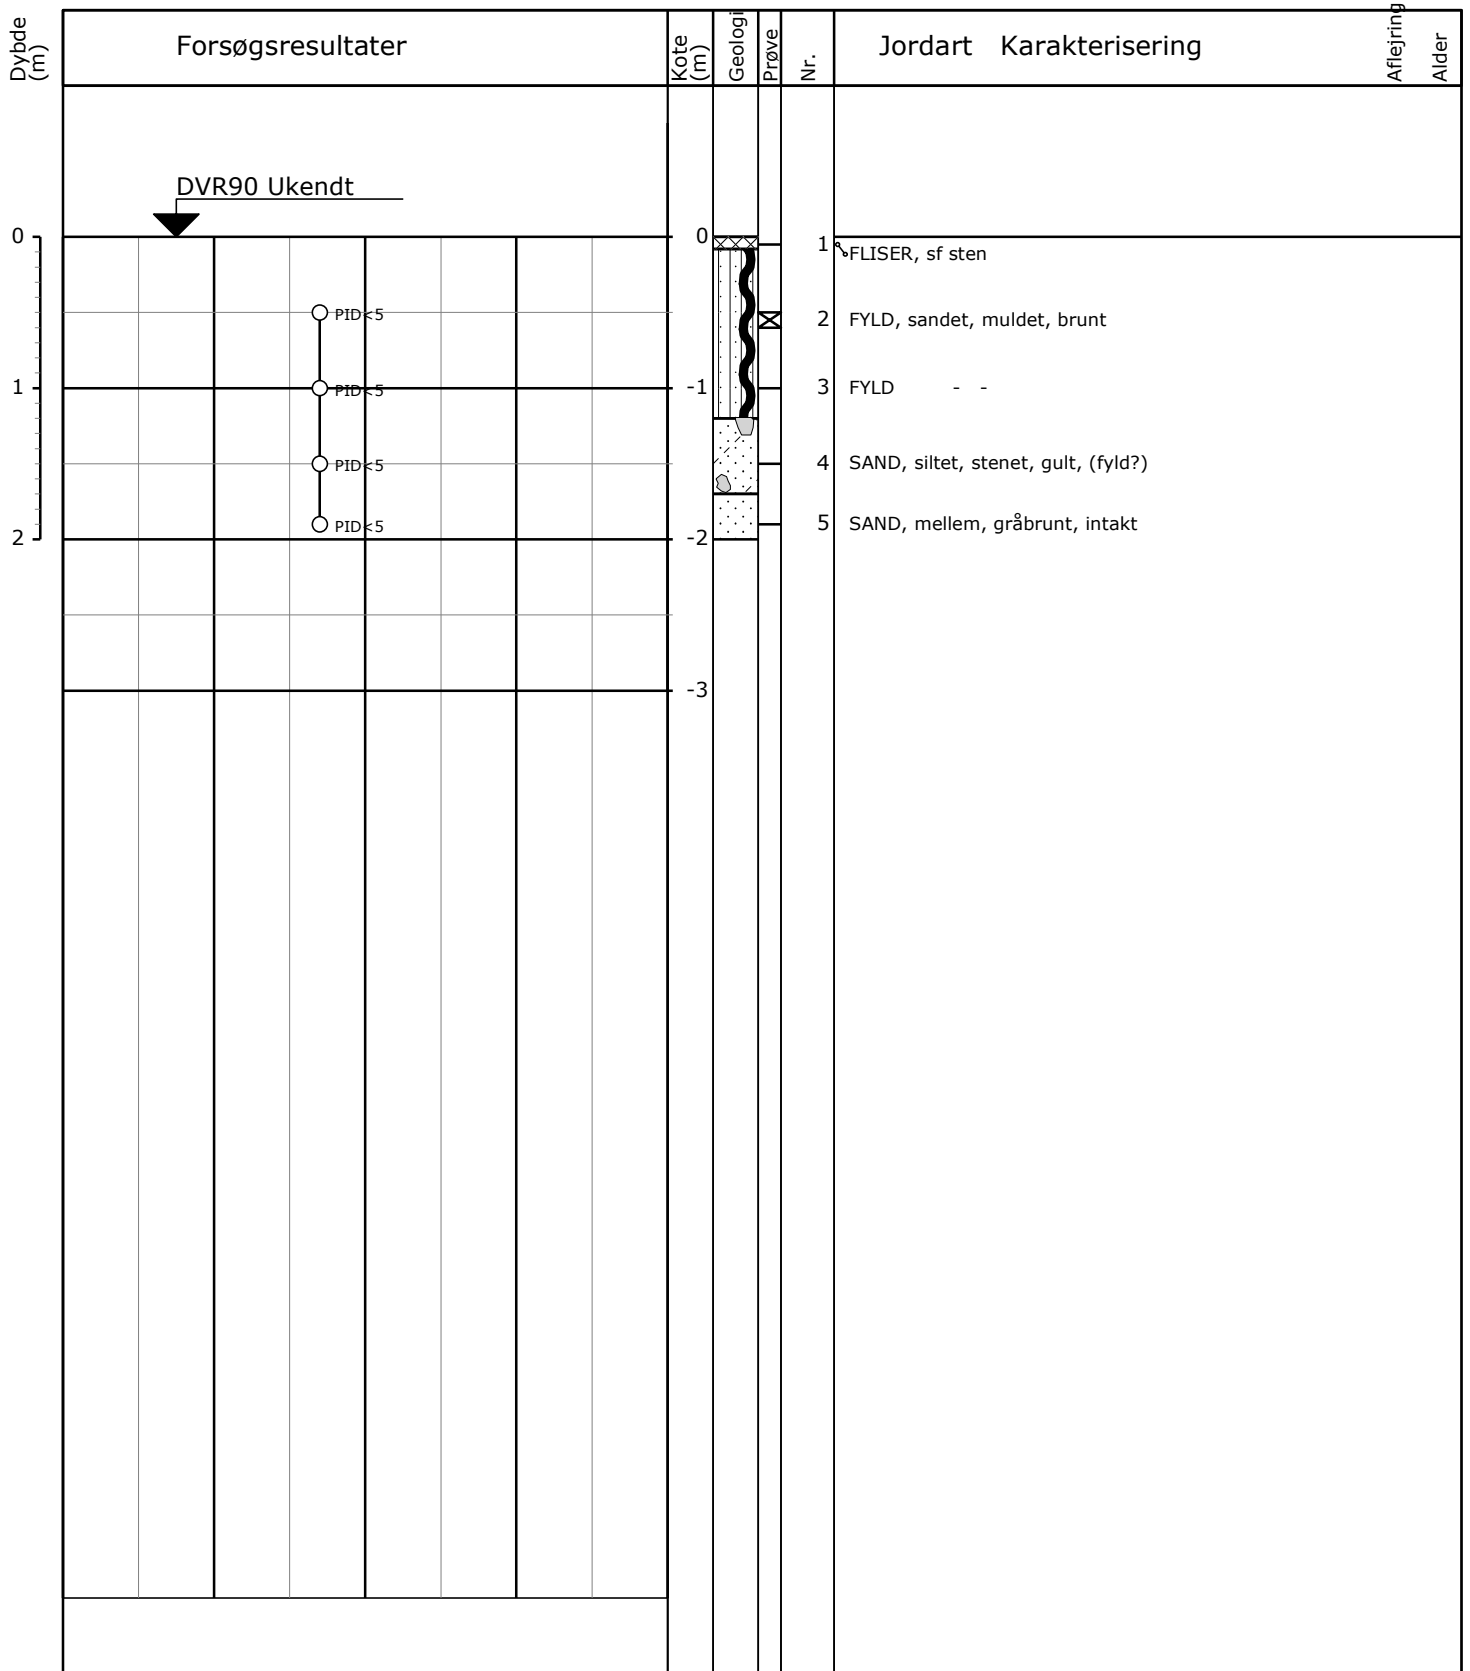 Dybde (m)
Forsøgsresultater
Kote (m)
Geologi
Prøve
Nr.
Jordart Karakterisering
Aflejring
Alder
DVR90 Ukendt
0
0
1
FLISER, sf sten
PID<5
2
FYLD, sandet, muldet, brunt
1
PID<5
-1
3
FYLD - -
PID<5
4
SAND, siltet, stenet, gult, (fyld?)
PID<5
5
SAND, mellem, gråbrunt, intakt
2
-2
-3